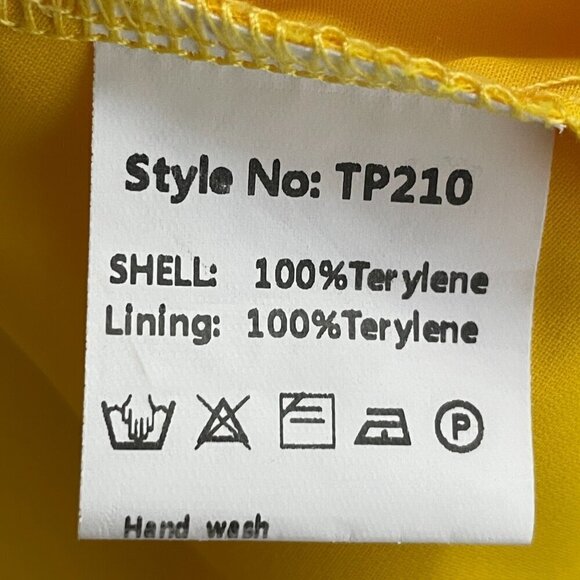 Style No: TP210
SHELL: 100%Terylene
Lining: 100%Terylene
P
Hand wash